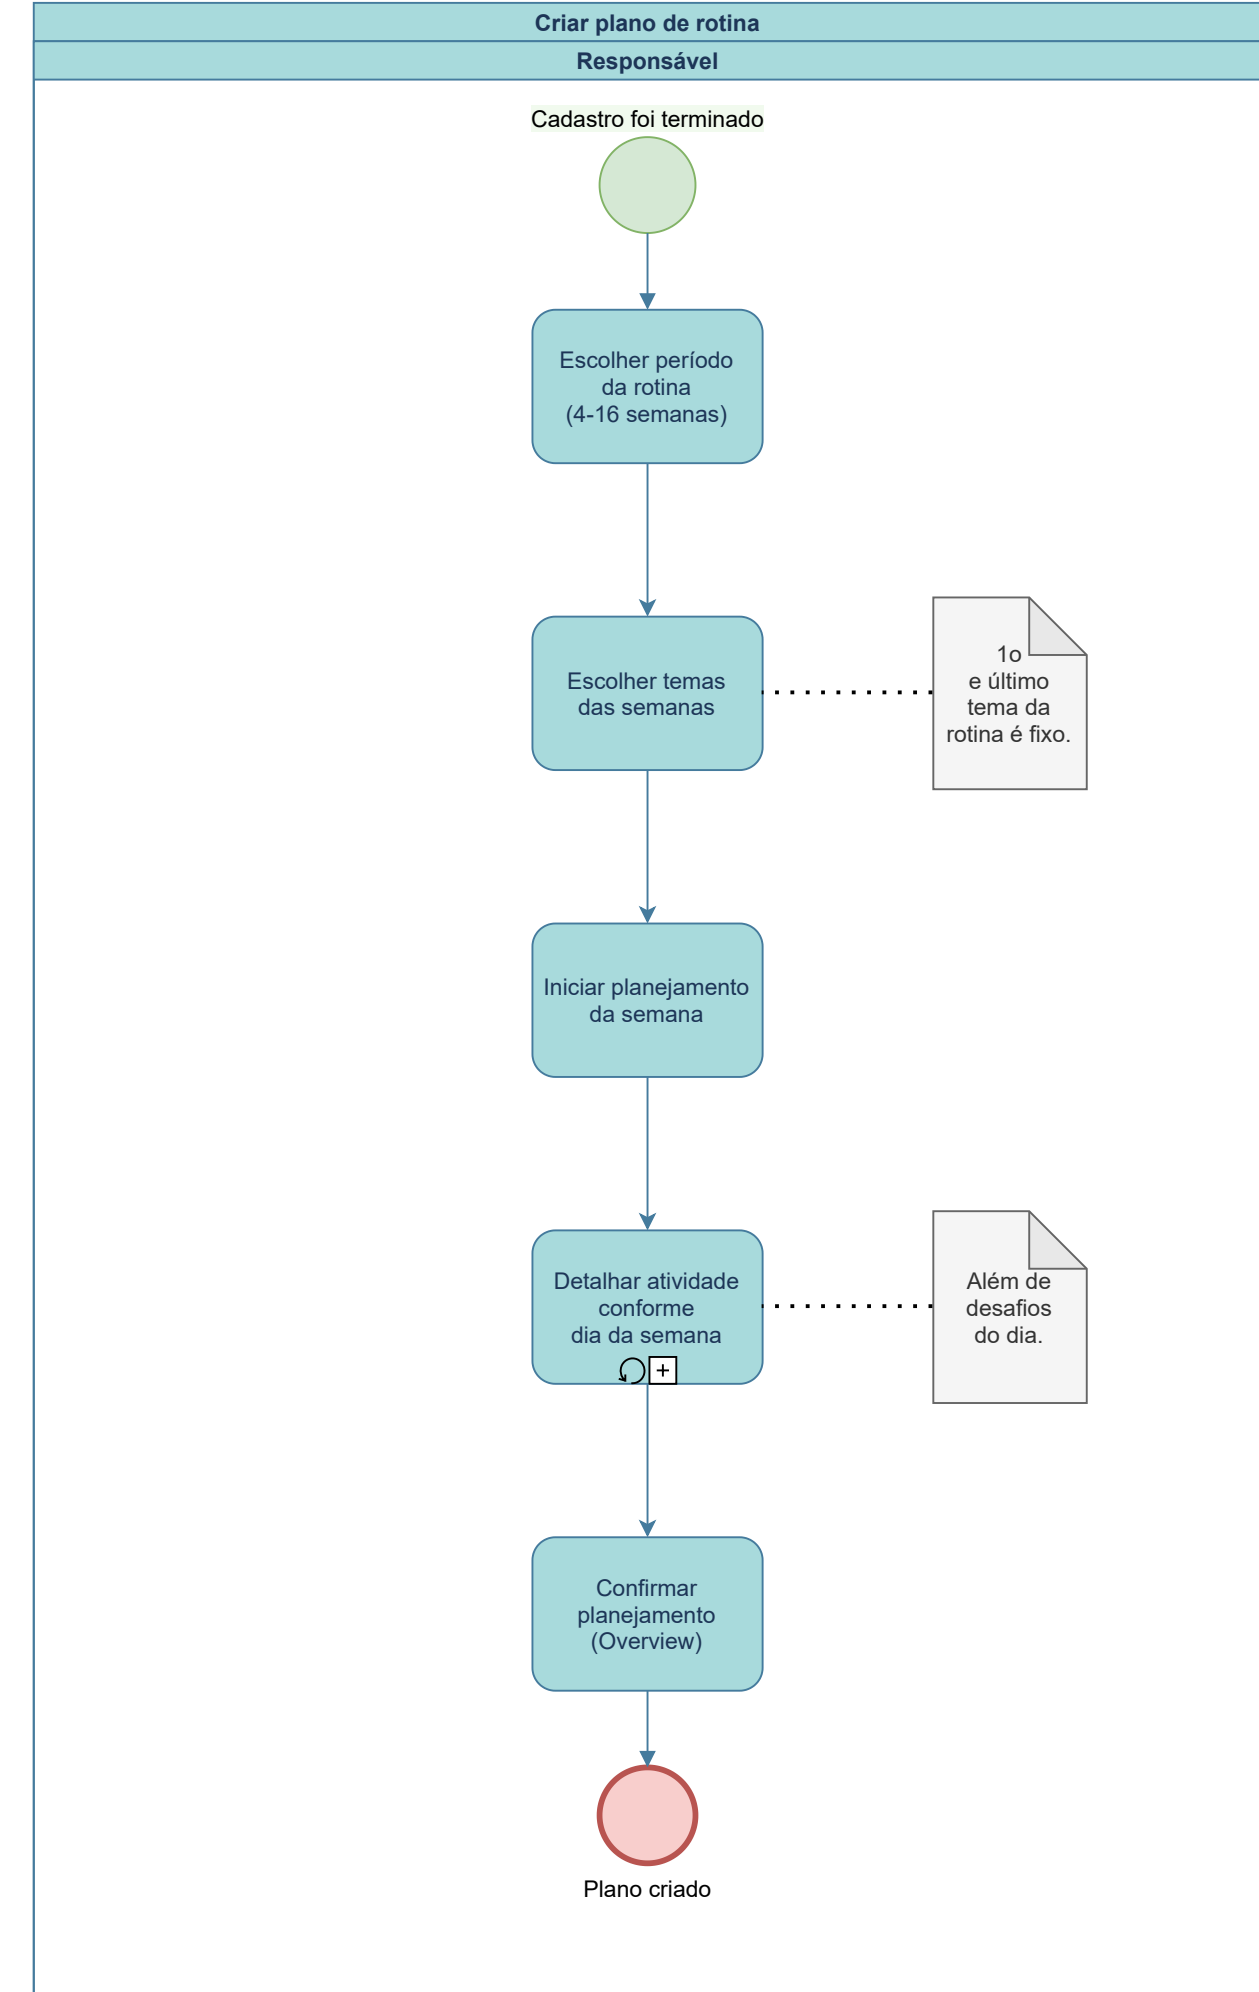 Criar plano de rotina
Responsável
Cadastro foi terminado
Escolher período
da rotina
(4-16 semanas)
Escolher temas
das semanas
1o
e último
tema da
rotina é fixo.
Iniciar planejamento
da semana
Detalhar atividade
conforme
dia da semana
Além de
desafios
do dia.
Confirmar
planejamento
(Overview)
Plano criado